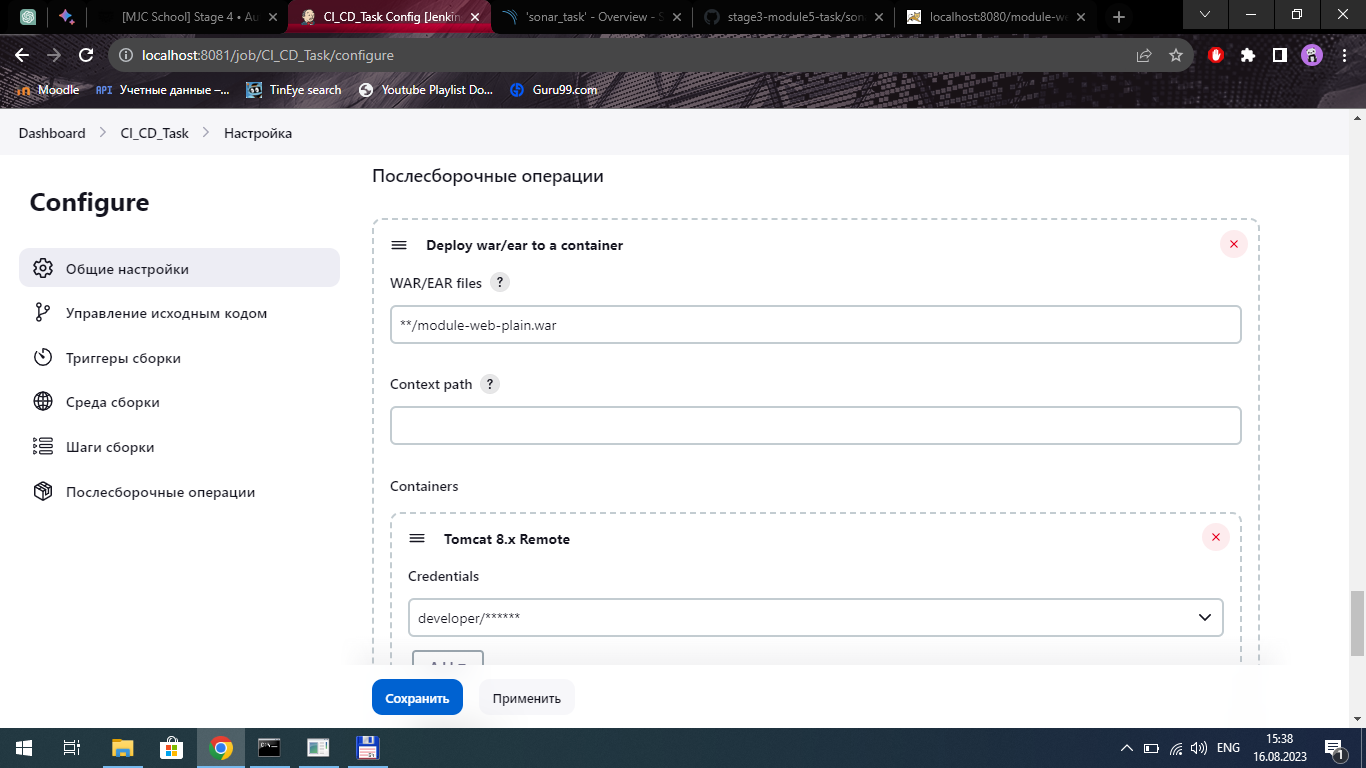 [MJC School] Stage 4 • Au
CI_CD_Task Config [Jenkin
'sonar_task' - Overview - S
stage3-module5-task/son
localhost:8080/module-we
localhost:8081/job/CI_CD_Task/configure
Moodle
API Учетные данные –...
TinEye search
Youtube Playlist Do...
Guru99.com
Dashboard
CI_CD_Task
Настройка
Configure
Общие настройки
Управление исходным кодом
Триггеры сборки
Среда сборки
Шаги сборки
Послесборочные операции
Послесборочные операции
Deploy war/ear to a container
WAR/EAR files ?
**/module-web-plain.war
Context path ?
Containers
Tomcat 8.x Remote
Credentials
developer/******
Сохранить
Применить
ENG
15:38
16.08.2023
1